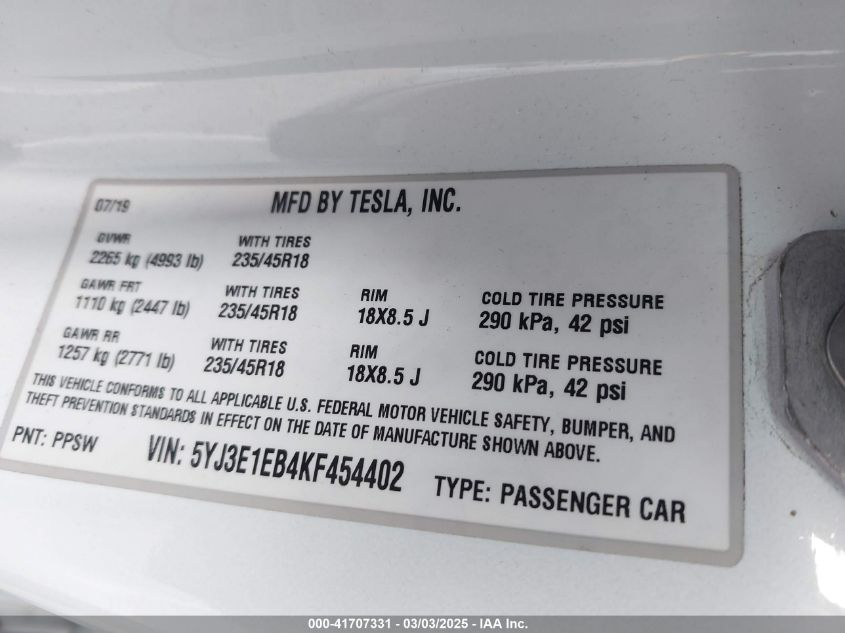 07/19 MFD BY TESLA, INC.
GVWR WITH TIRES
2265 kg (4993 lb) 235/45R18
GAWR FRT WITH TIRES RIM COLD TIRE PRESSURE
1110 kg (2447 lb) 235/45R18 18X8.5 J 290 kPa, 42 psi
GAWR RR WITH TIRES RIM COLD TIRE PRESSURE
1257 kg (2771 lb) 235/45R18 18X8.5 J 290 kPa, 42 psi
THIS VEHICLE CONFORMS TO ALL APPLICABLE U.S. FEDERAL MOTOR VEHICLE SAFETY, BUMPER, AND
THEFT PREVENTION STANDARDS IN EFFECT ON THE DATE OF MANUFACTURE SHOWN ABOVE.
PNT: PPSW VIN: 5YJ3E1EB4KF454402 TYPE: PASSENGER CAR
000-41707331 - 03/03/2025 - IAA Inc.